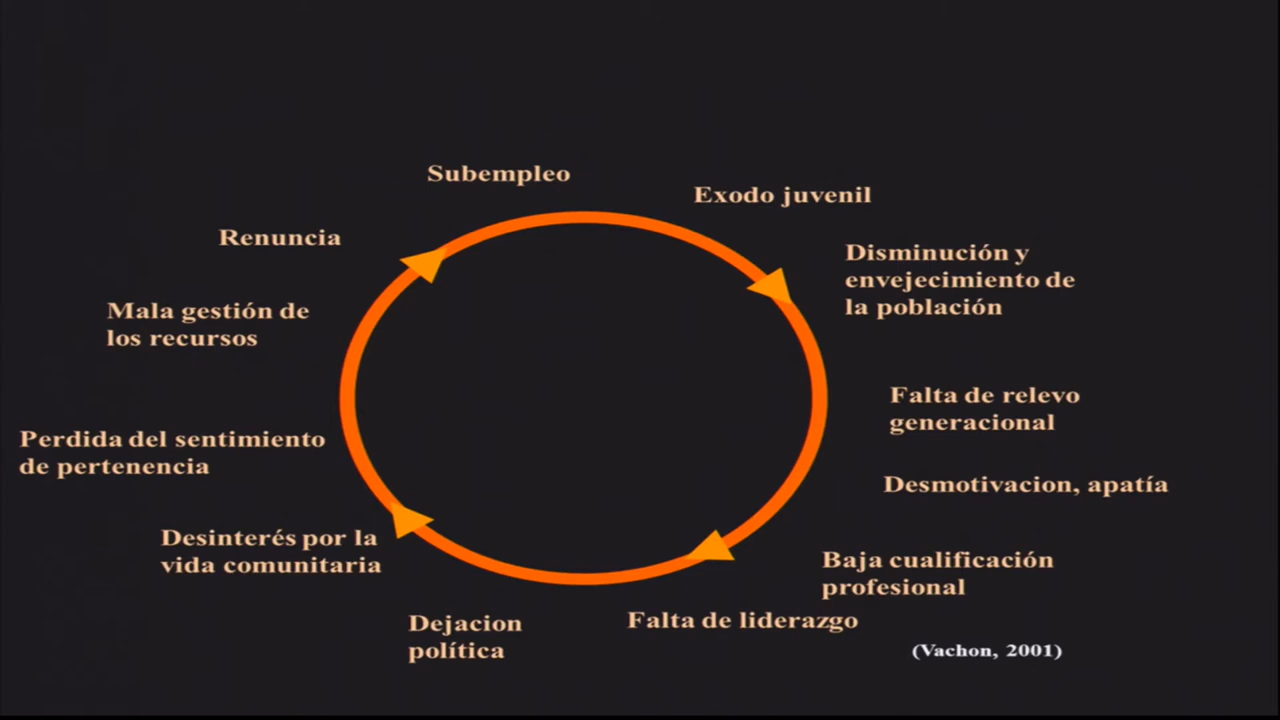 Subempleo
Exodo juvenil
Disminución y
envejecimiento de
la población
Falta de relevo
generacional
Desmotivacion, apatía
Baja cualificación
profesional
Falta de liderazgo
Dejacion
política
Desinterés por la
vida comunitaria
Perdida del sentimiento
de pertenencia
Mala gestión de
los recursos
Renuncia
(Vachon, 2001)